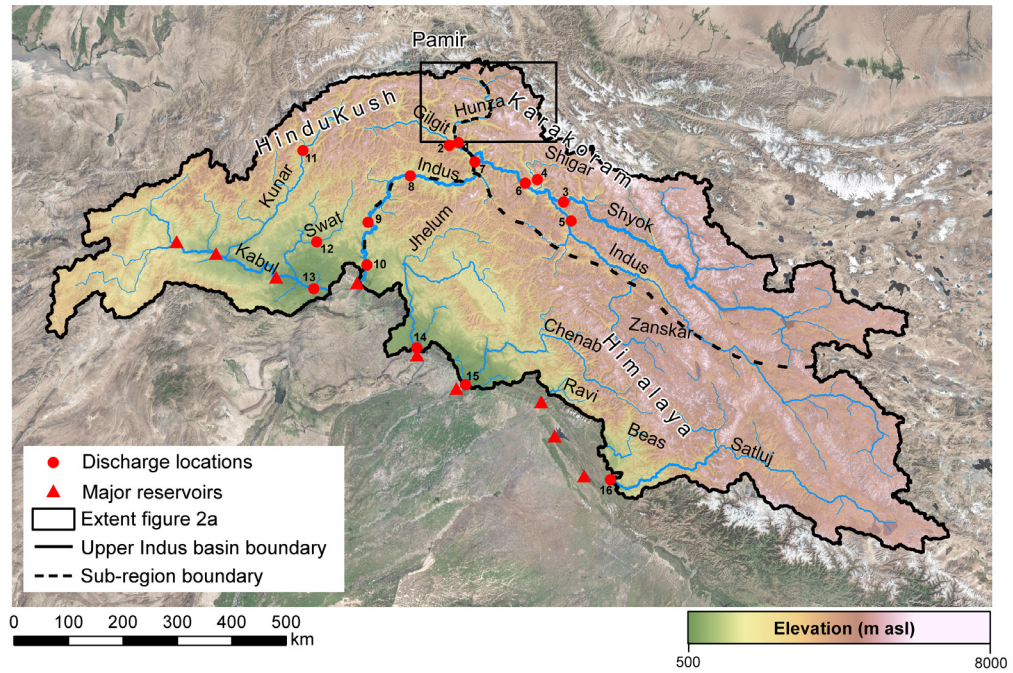 Pamir
HinduKush
Gilgit
Hunza
Karakoram
2
7
11
Kunar
Indus
8
Shigar
4
6
3
Shyok
5
9
Jhelum
Swat
12
Kabul
10
Indus
13
Zanskar
Chenab
Himalaya
14
15
Ravi
Beas
Satluj
16
Discharge locations
Major reservoirs
Extent figure 2a
Upper Indus basin boundary
Sub-region boundary
0 100 200 300 400 500
km
Elevation (m asl)
500 8000